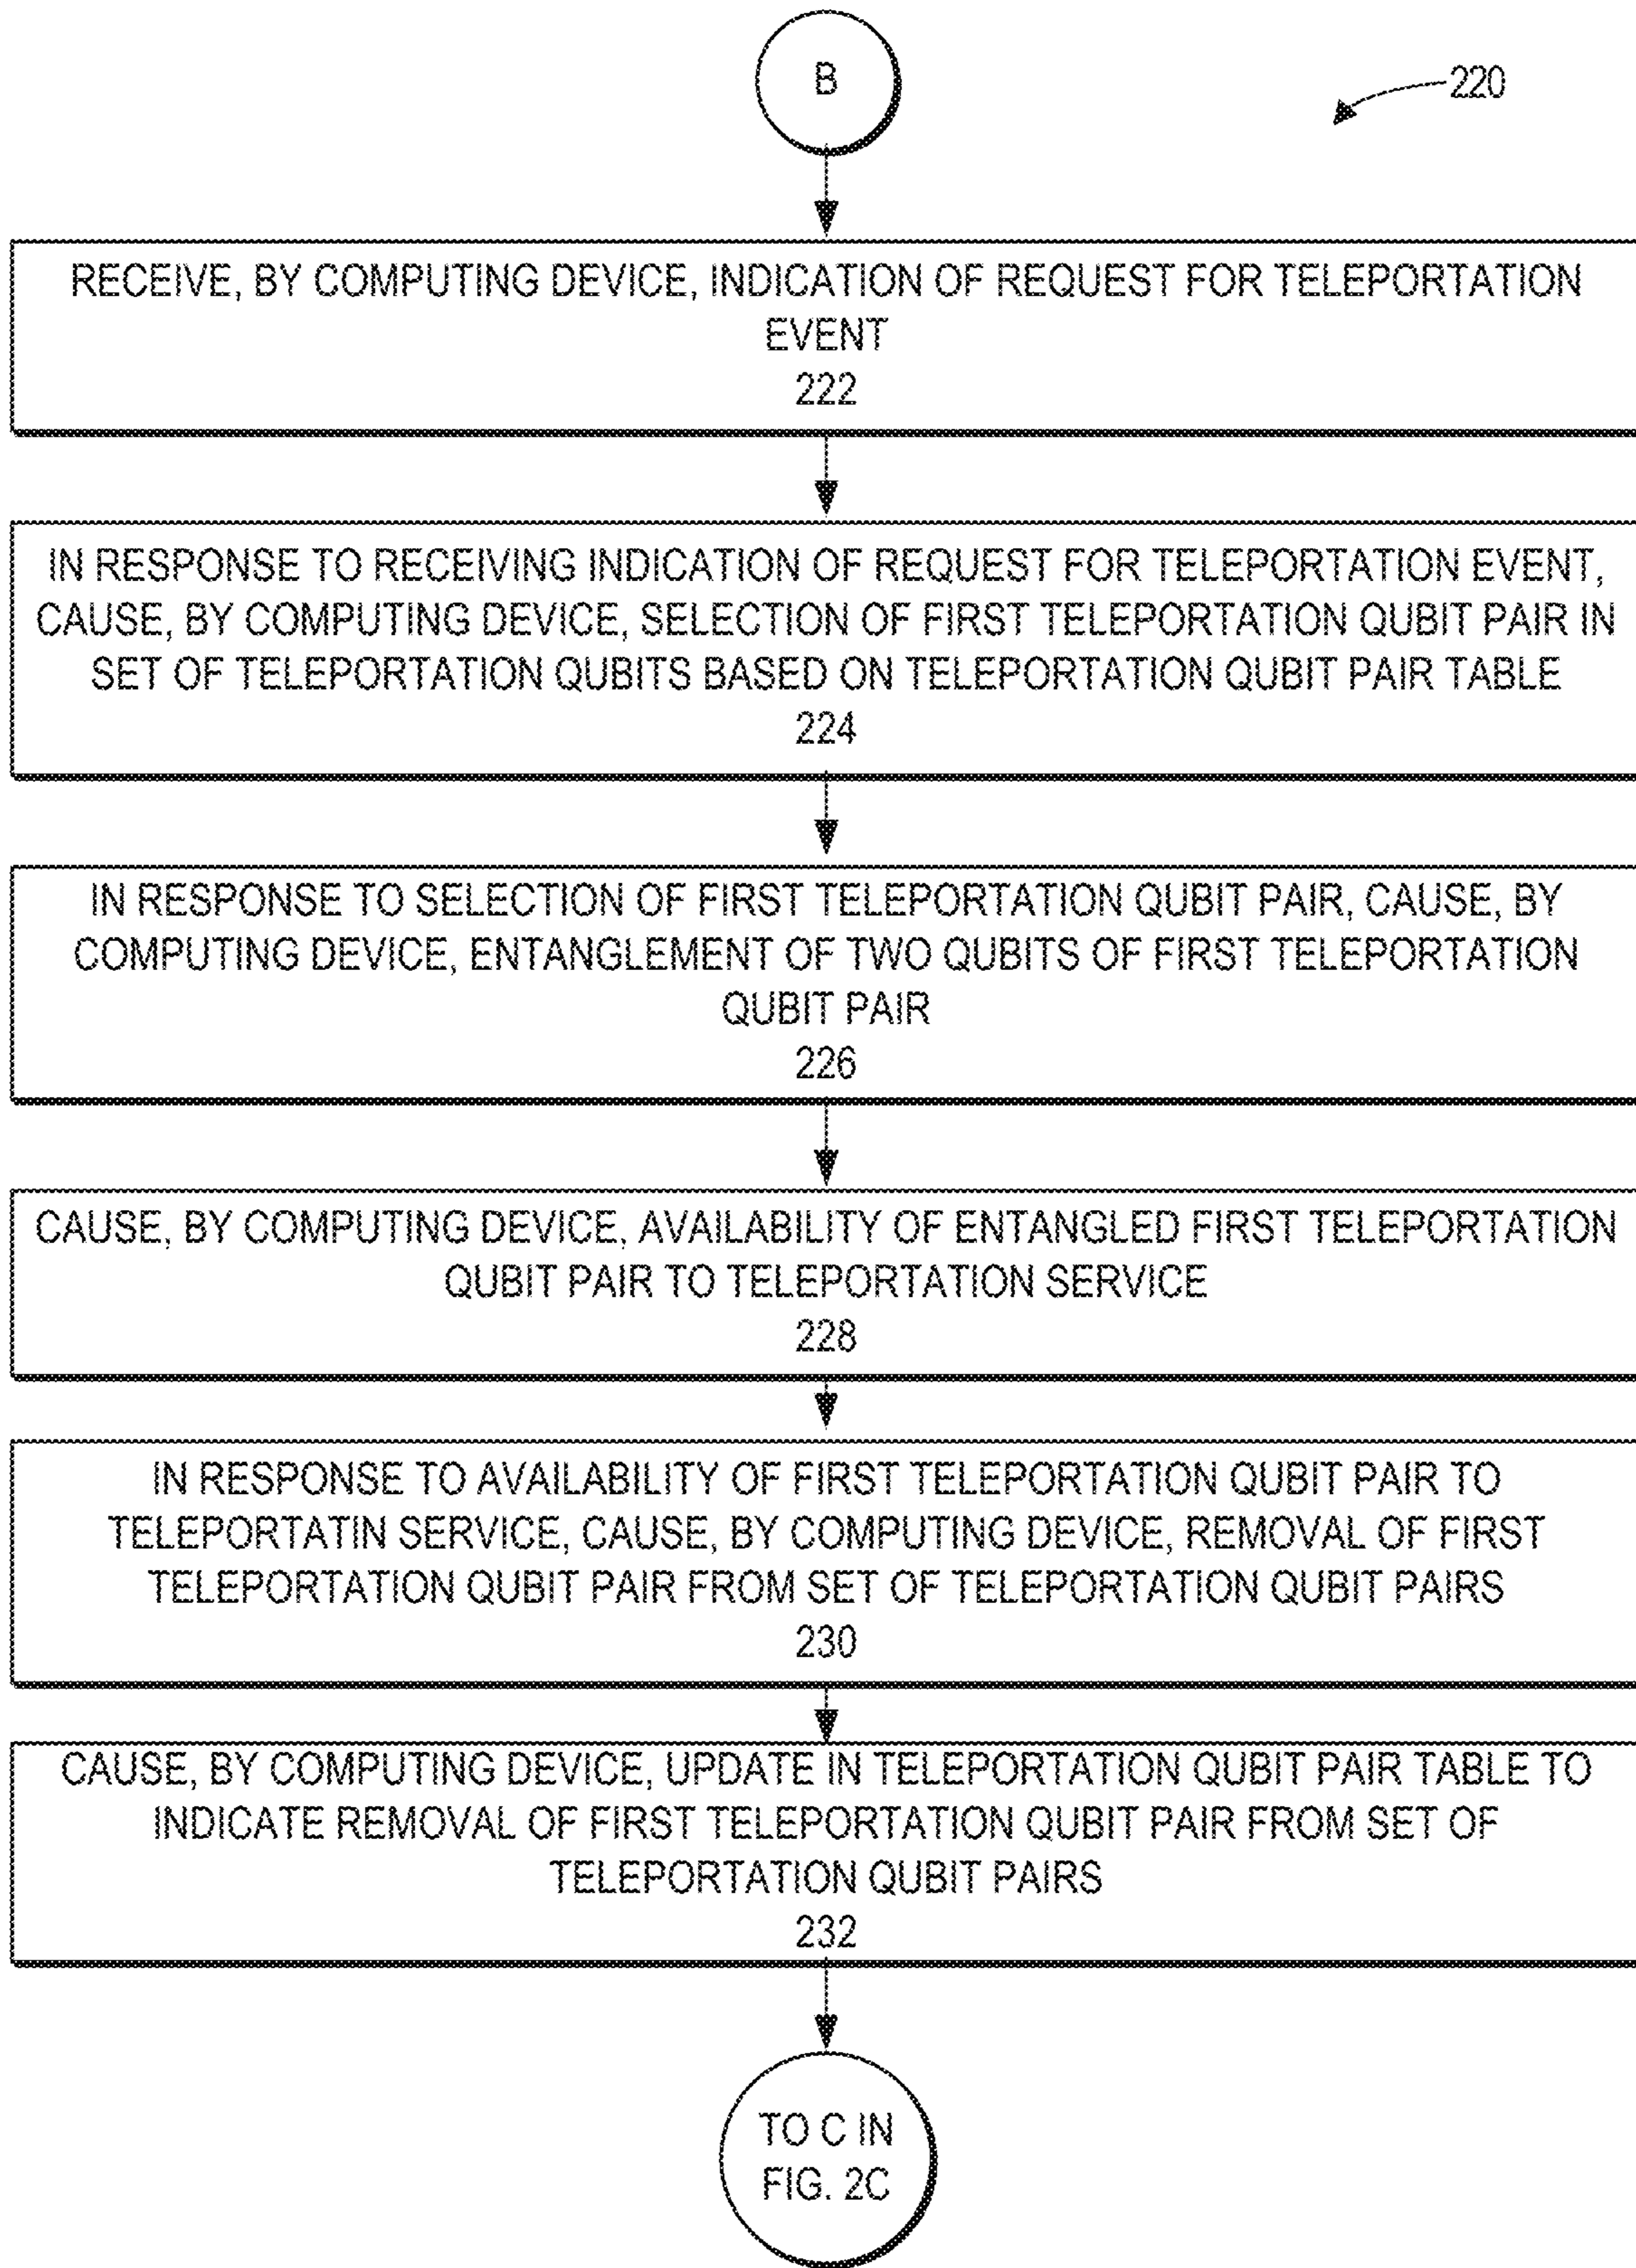 B
220
RECEIVE, BY COMPUTING DEVICE, INDICATION OF REQUEST FOR TELEPORTATION
EVENT
222
IN RESPONSE TO RECEIVING INDICATION OF REQUEST FOR TELEPORTATION EVENT,
CAUSE, BY COMPUTING DEVICE, SELECTION OF FIRST TELEPORTATION QUBIT PAIR IN
SET OF TELEPORTATION QUBITS BASED ON TELEPORTATION QUBIT PAIR TABLE
224
IN RESPONSE TO SELECTION OF FIRST TELEPORTATION QUBIT PAIR, CAUSE, BY
COMPUTING DEVICE, ENTANGLEMENT OF TWO QUBITS OF FIRST TELEPORTATION
QUBIT PAIR
226
CAUSE, BY COMPUTING DEVICE, AVAILABILITY OF ENTANGLED FIRST TELEPORTATION
QUBIT PAIR TO TELEPORTATION SERVICE
228
IN RESPONSE TO AVAILABILITY OF FIRST TELEPORTATION QUBIT PAIR TO
TELEPORTATIN SERVICE, CAUSE, BY COMPUTING DEVICE, REMOVAL OF FIRST
TELEPORTATION QUBIT PAIR FROM SET OF TELEPORTATION QUBIT PAIRS
230
CAUSE, BY COMPUTING DEVICE, UPDATE IN TELEPORTATION QUBIT PAIR TABLE TO
INDICATE REMOVAL OF FIRST TELEPORTATION QUBIT PAIR FROM SET OF
TELEPORTATION QUBIT PAIRS
232
TO C IN
FIG. 2C